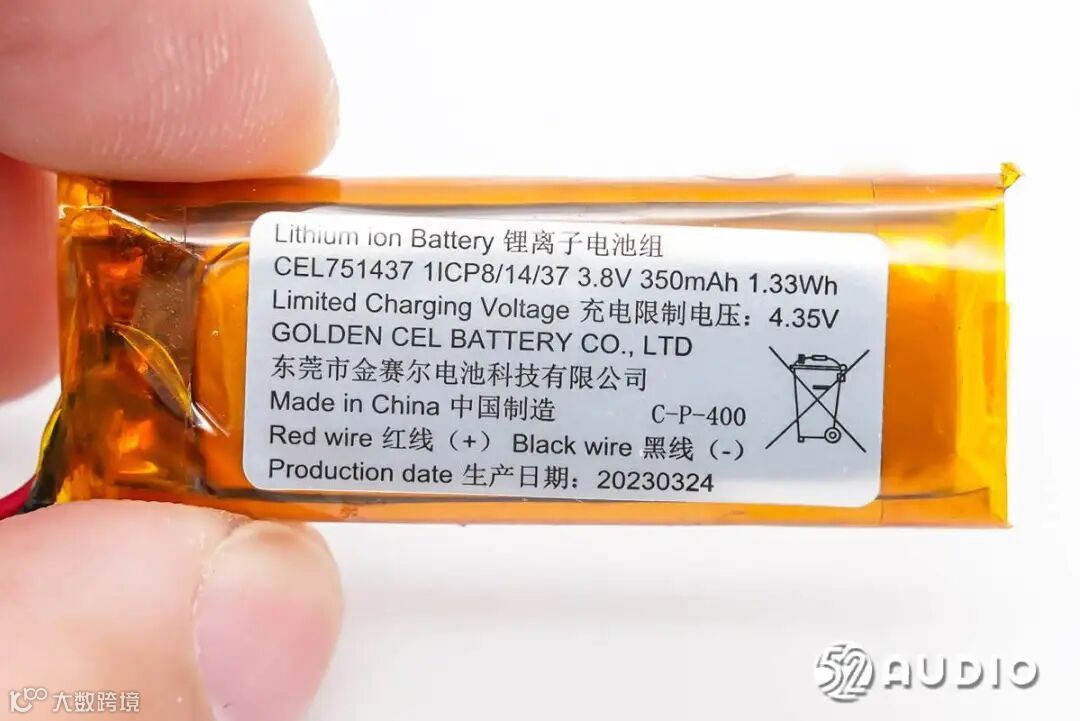 Lithium ion Battery 锂离子电池组
CEL751437 1ICP8/14/37 3.8V 350mAh 1.33Wh
Limited Charging Voltage 充电限制电压：4.35V
GOLDEN CEL BATTERY CO., LTD
东莞市金赛尔电池科技有限公司
Made in China 中国制造 C-P-400
Red wire 红线（+）Black wire 黑线（-）
Production date 生产日期：20230324
52AUDIO
大数跨境